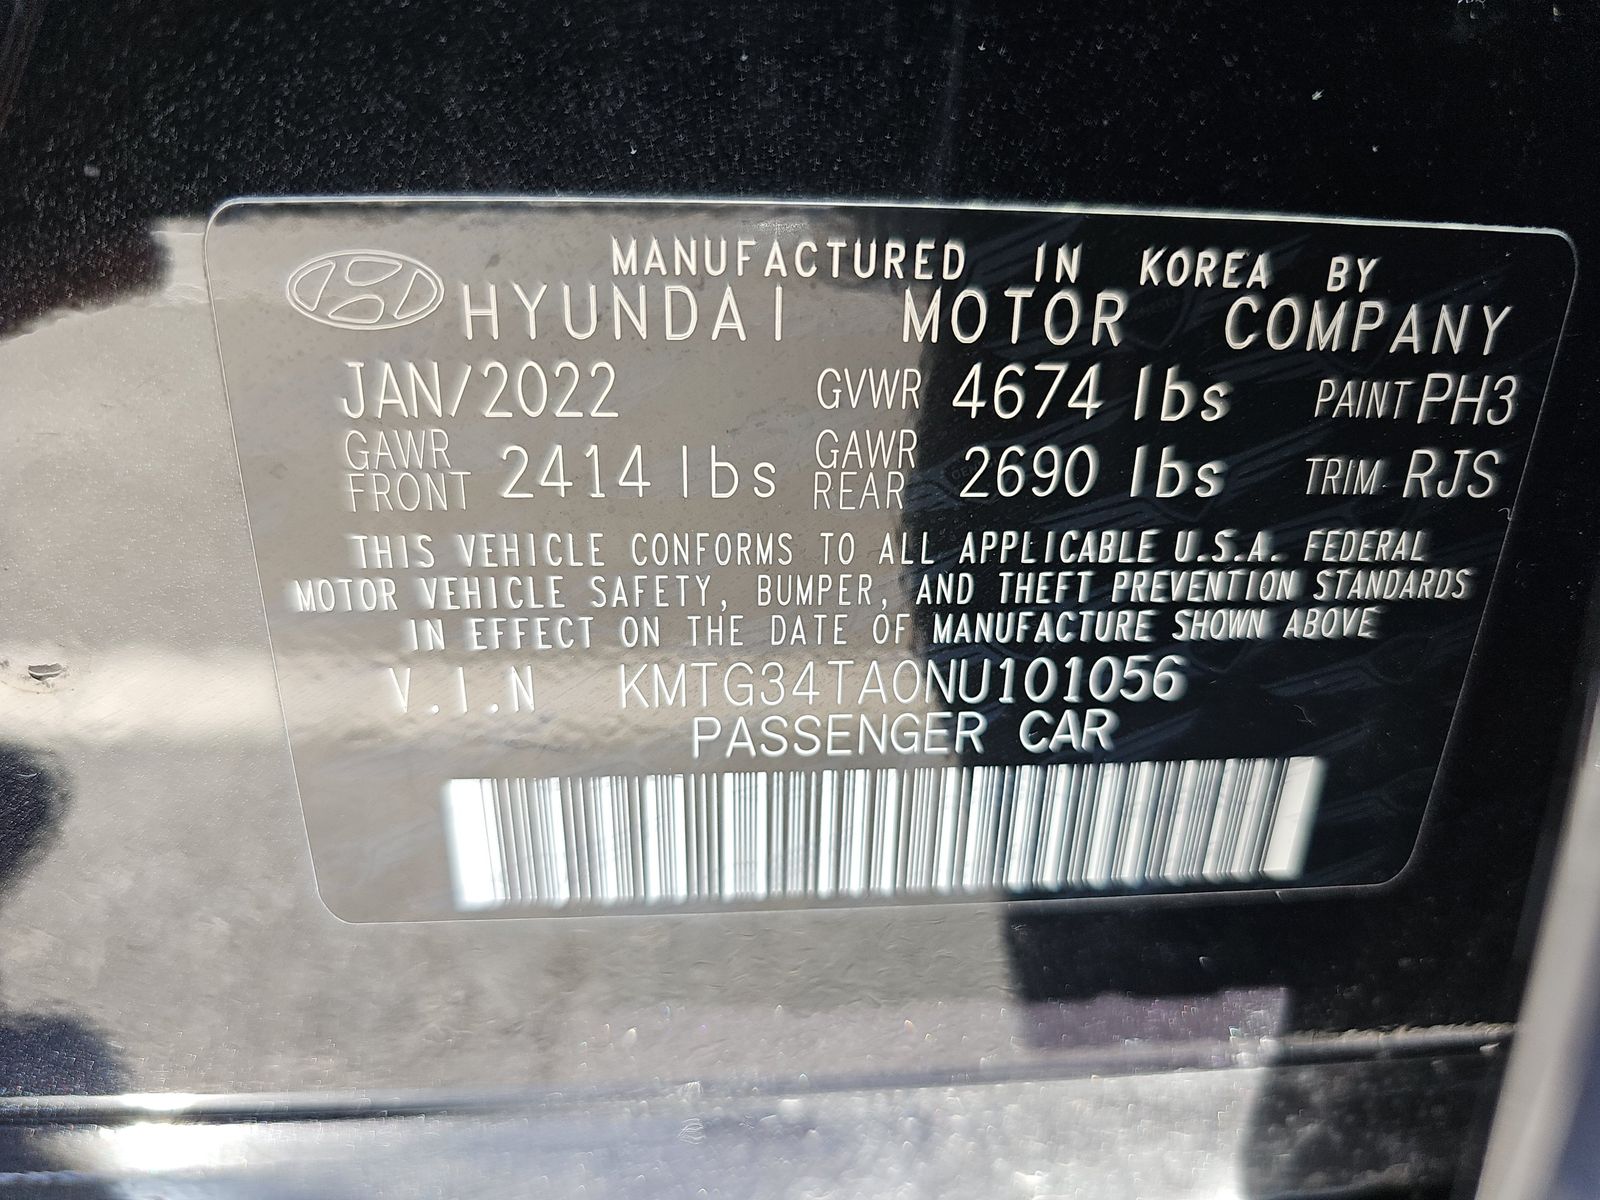 MANUFACTURED IN KOREA BY
HYUNDAI MOTOR COMPANY
JAN/2022 GVWR 4674 lbs PAINT PH3
GAWR FRONT 2414 lbs GAWR REAR 2690 lbs TRIM RJS
THIS VEHICLE CONFORMS TO ALL APPLICABLE U.S.A. FEDERAL
MOTOR VEHICLE SAFETY, BUMPER, AND THEFT PREVENTION STANDARDS
IN EFFECT ON THE DATE OF MANUFACTURE SHOWN ABOVE
V.I.N KMTG34TA0NU101056
PASSENGER CAR